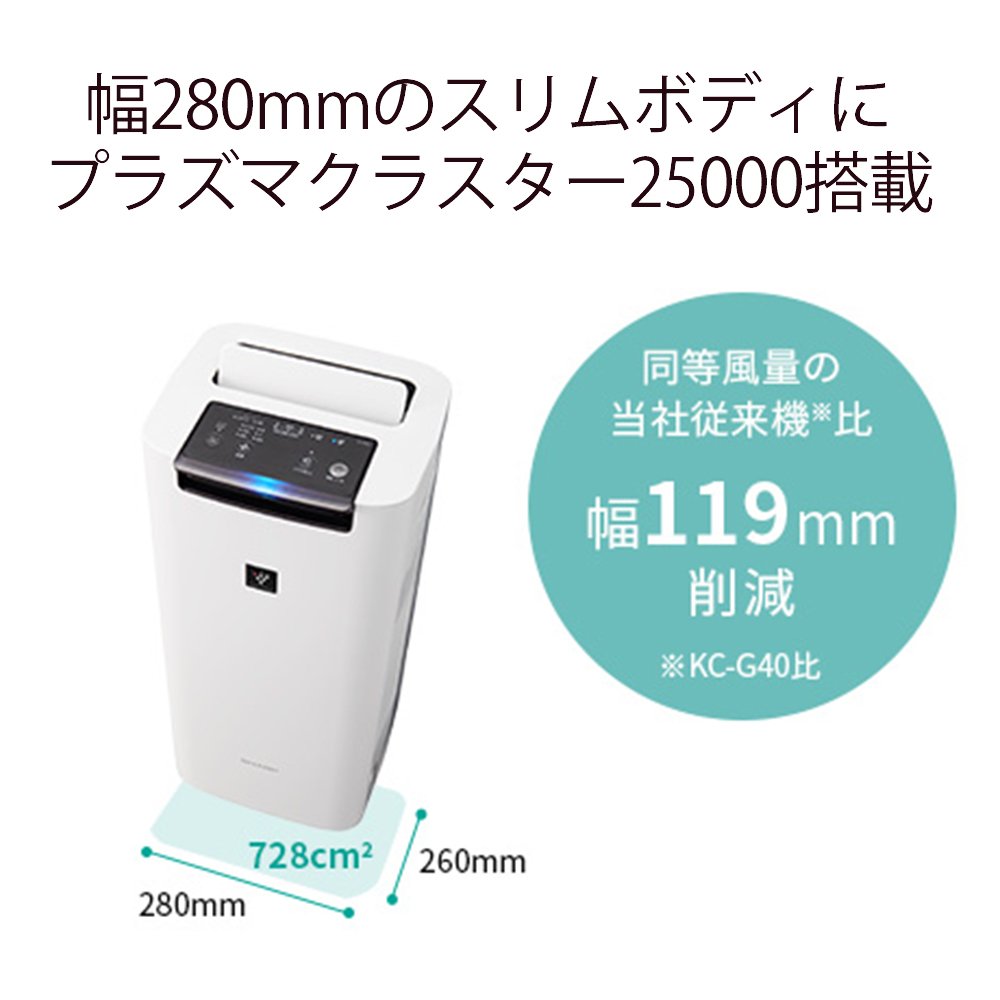 幅280mmのスリムボディに
プラズマクラスター25000搭載
同等風量の
当社従来機※比
幅119mm
削減
※KC-G40比
728cm²
260mm
280mm